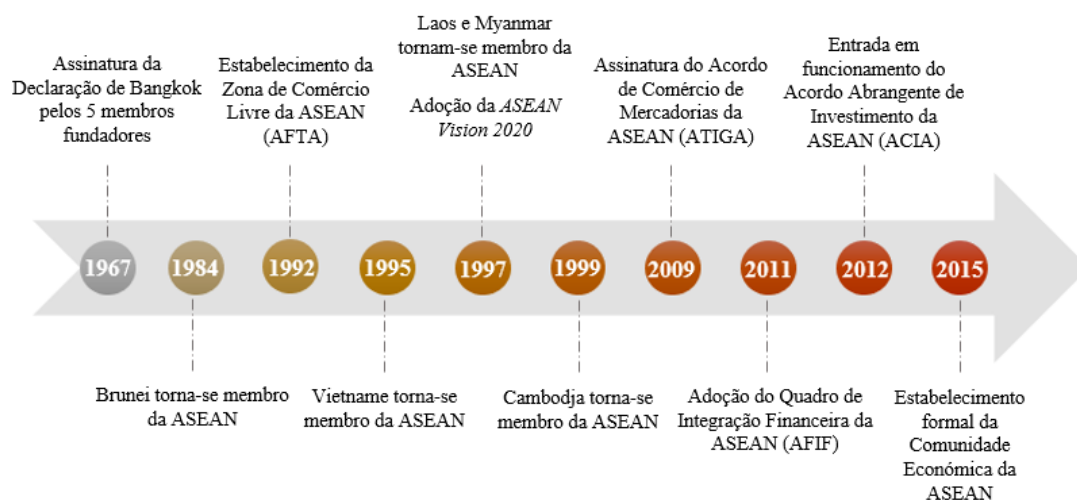 Assinatura da
Declaração de Bangkok
pelos 5 membros
fundadores
Estabelecimento da
Zona de Comércio
Livre da ASEAN
(AFTA)
Laos e Myanmar
tornam-se membro da
ASEAN
Adoção da ASEAN
Vision 2020
Assinatura do Acordo
de Comércio de
Mercadorias da
ASEAN (ATIGA)
Entrada em
funcionamento do
Acordo Abrangente de
Investimento da
ASEAN (ACIA)
1967
1984
1992
1995
1997
1999
2009
2011
2012
2015
Brunei torna-se membro
da ASEAN
Vietname torna-se
membro da ASEAN
Cambodja torna-se
membro da ASEAN
Adoção do Quadro de
Integração Financeira da
ASEAN (AFIF)
Estabelecimento
formal da
Comunidade
Económica da
ASEAN